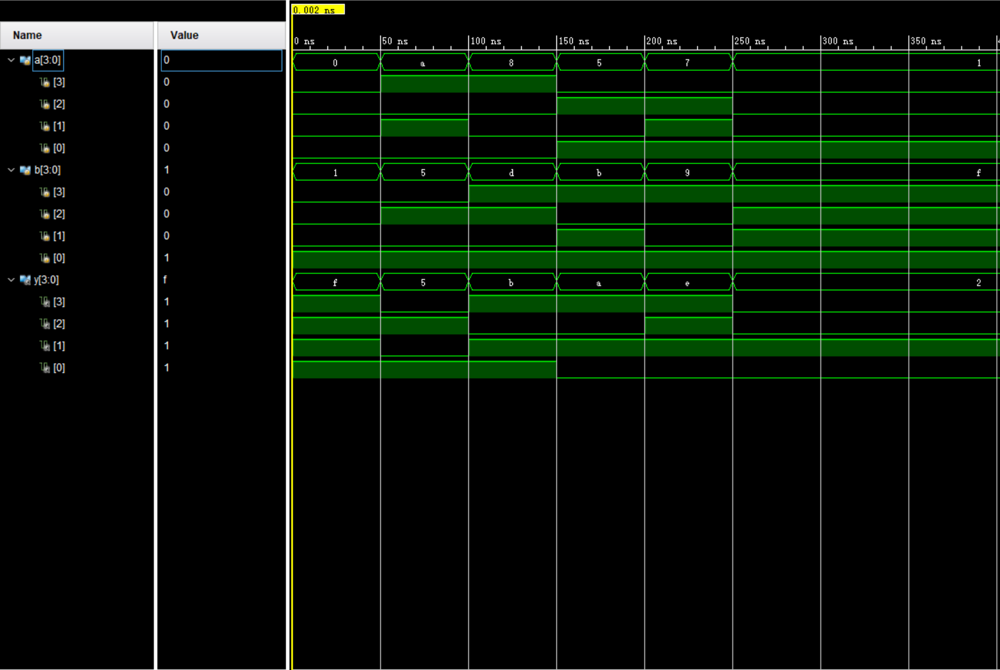 0.002 ns
Name Value
0 ns 50 ns 100 ns 150 ns 200 ns 250 ns 300 ns 350 ns
a[3:0] 0 0 a 8 5 7 1
[3] 0
[2] 0
[1] 0
[0] 0
b[3:0] 1 1 5 d b 9 f
[3] 0
[2] 0
[1] 0
[0] 1
y[3:0] f f 5 b a e 2
[3] 1
[2] 1
[1] 1
[0] 1